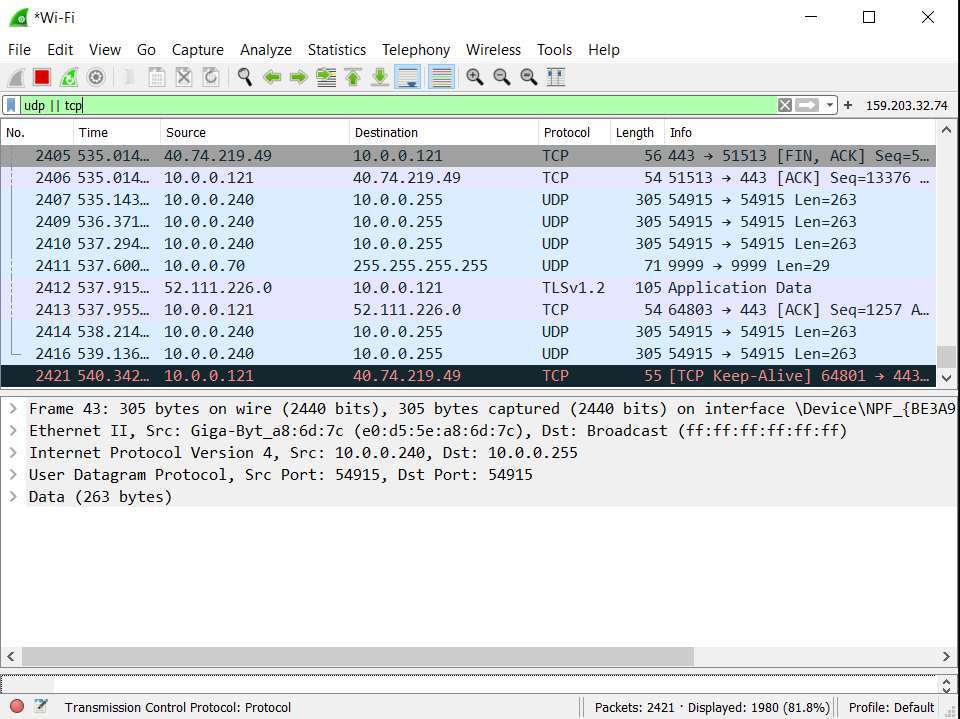 *Wi-Fi
File Edit View Go Capture Analyze Statistics Telephony Wireless Tools Help
udp || tcp + 159.203.32.74
No. Time Source Destination Protocol Length Info
2405 535.014… 40.74.219.49 10.0.0.121 TCP 56 443 → 51513 [FIN, ACK] Seq=5…
2406 535.014… 10.0.0.121 40.74.219.49 TCP 54 51513 → 443 [ACK] Seq=13376 …
2407 535.143… 10.0.0.240 10.0.0.255 UDP 305 54915 → 54915 Len=263
2409 536.371… 10.0.0.240 10.0.0.255 UDP 305 54915 → 54915 Len=263
2410 537.294… 10.0.0.240 10.0.0.255 UDP 305 54915 → 54915 Len=263
2411 537.600… 10.0.0.70 255.255.255.255 UDP 71 9999 → 9999 Len=29
2412 537.915… 52.111.226.0 10.0.0.121 TLSv1.2 105 Application Data
2413 537.955… 10.0.0.121 52.111.226.0 TCP 54 64803 → 443 [ACK] Seq=1257 A…
2414 538.214… 10.0.0.240 10.0.0.255 UDP 305 54915 → 54915 Len=263
2416 539.136… 10.0.0.240 10.0.0.255 UDP 305 54915 → 54915 Len=263
2421 540.342… 10.0.0.121 40.74.219.49 TCP 55 [TCP Keep-Alive] 64801 → 443…
Frame 43: 305 bytes on wire (2440 bits), 305 bytes captured (2440 bits) on interface \Device\NPF_{BE3A9
Ethernet II, Src: Giga-Byt_a8:6d:7c (e0:d5:5e:a8:6d:7c), Dst: Broadcast (ff:ff:ff:ff:ff:ff)
Internet Protocol Version 4, Src: 10.0.0.240, Dst: 10.0.0.255
User Datagram Protocol, Src Port: 54915, Dst Port: 54915
Data (263 bytes)
Transmission Control Protocol: Protocol Packets: 2421 · Displayed: 1980 (81.8%) Profile: Default